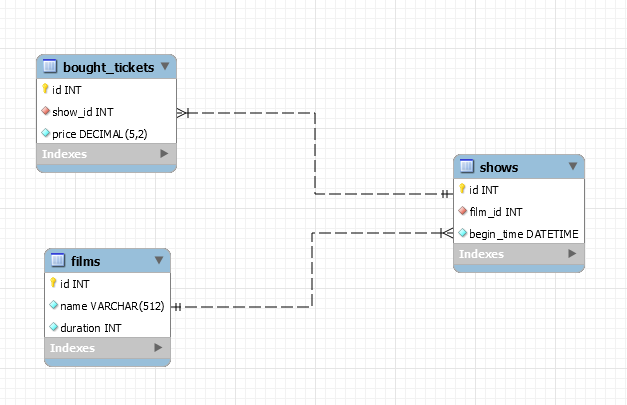 bought_tickets
id INT
show_id INT
price DECIMAL(5,2)
Indexes
shows
id INT
film_id INT
begin_time DATETIME
Indexes
films
id INT
name VARCHAR(512)
duration INT
Indexes